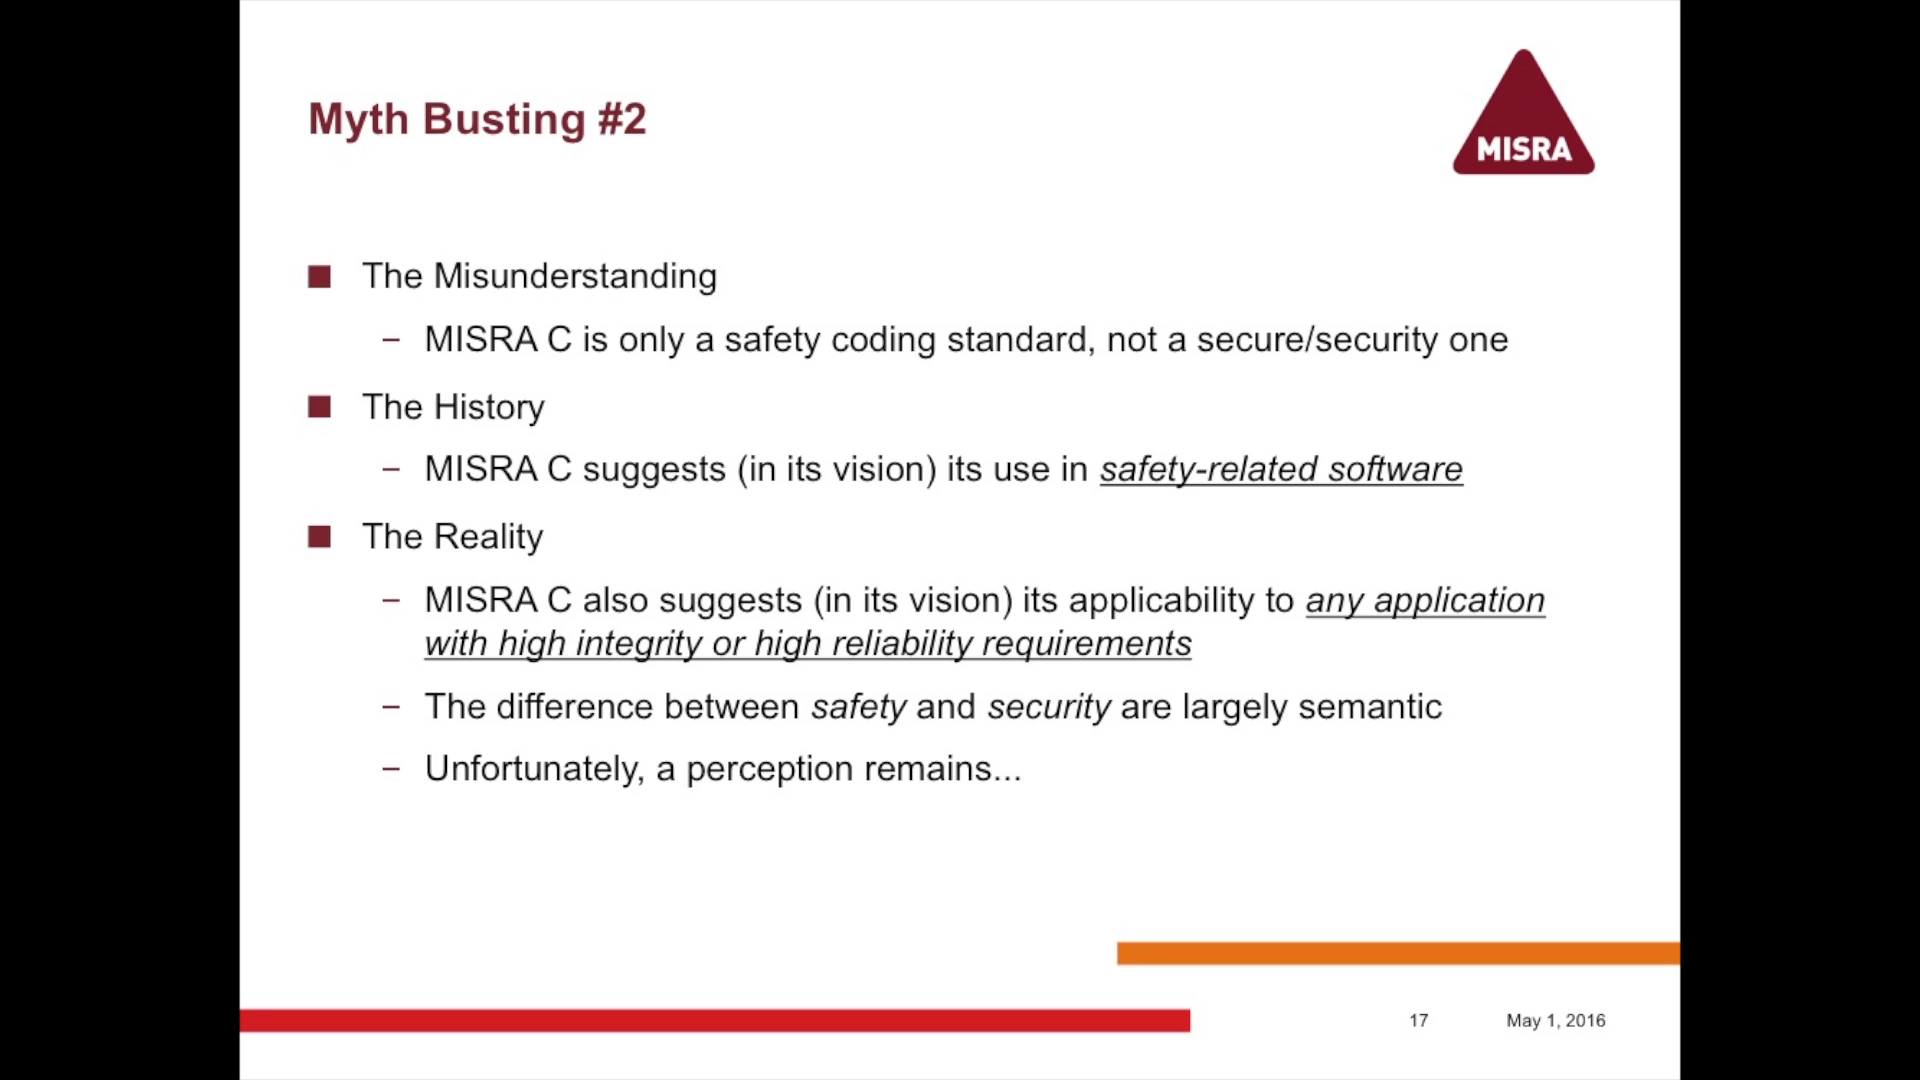 Myth Busting #2
MISRA
The Misunderstanding
– MISRA C is only a safety coding standard, not a secure/security one
The History
– MISRA C suggests (in its vision) its use in safety-related software
The Reality
– MISRA C also suggests (in its vision) its applicability to any application
with high integrity or high reliability requirements
– The difference between safety and security are largely semantic
– Unfortunately, a perception remains...
17 May 1, 2016